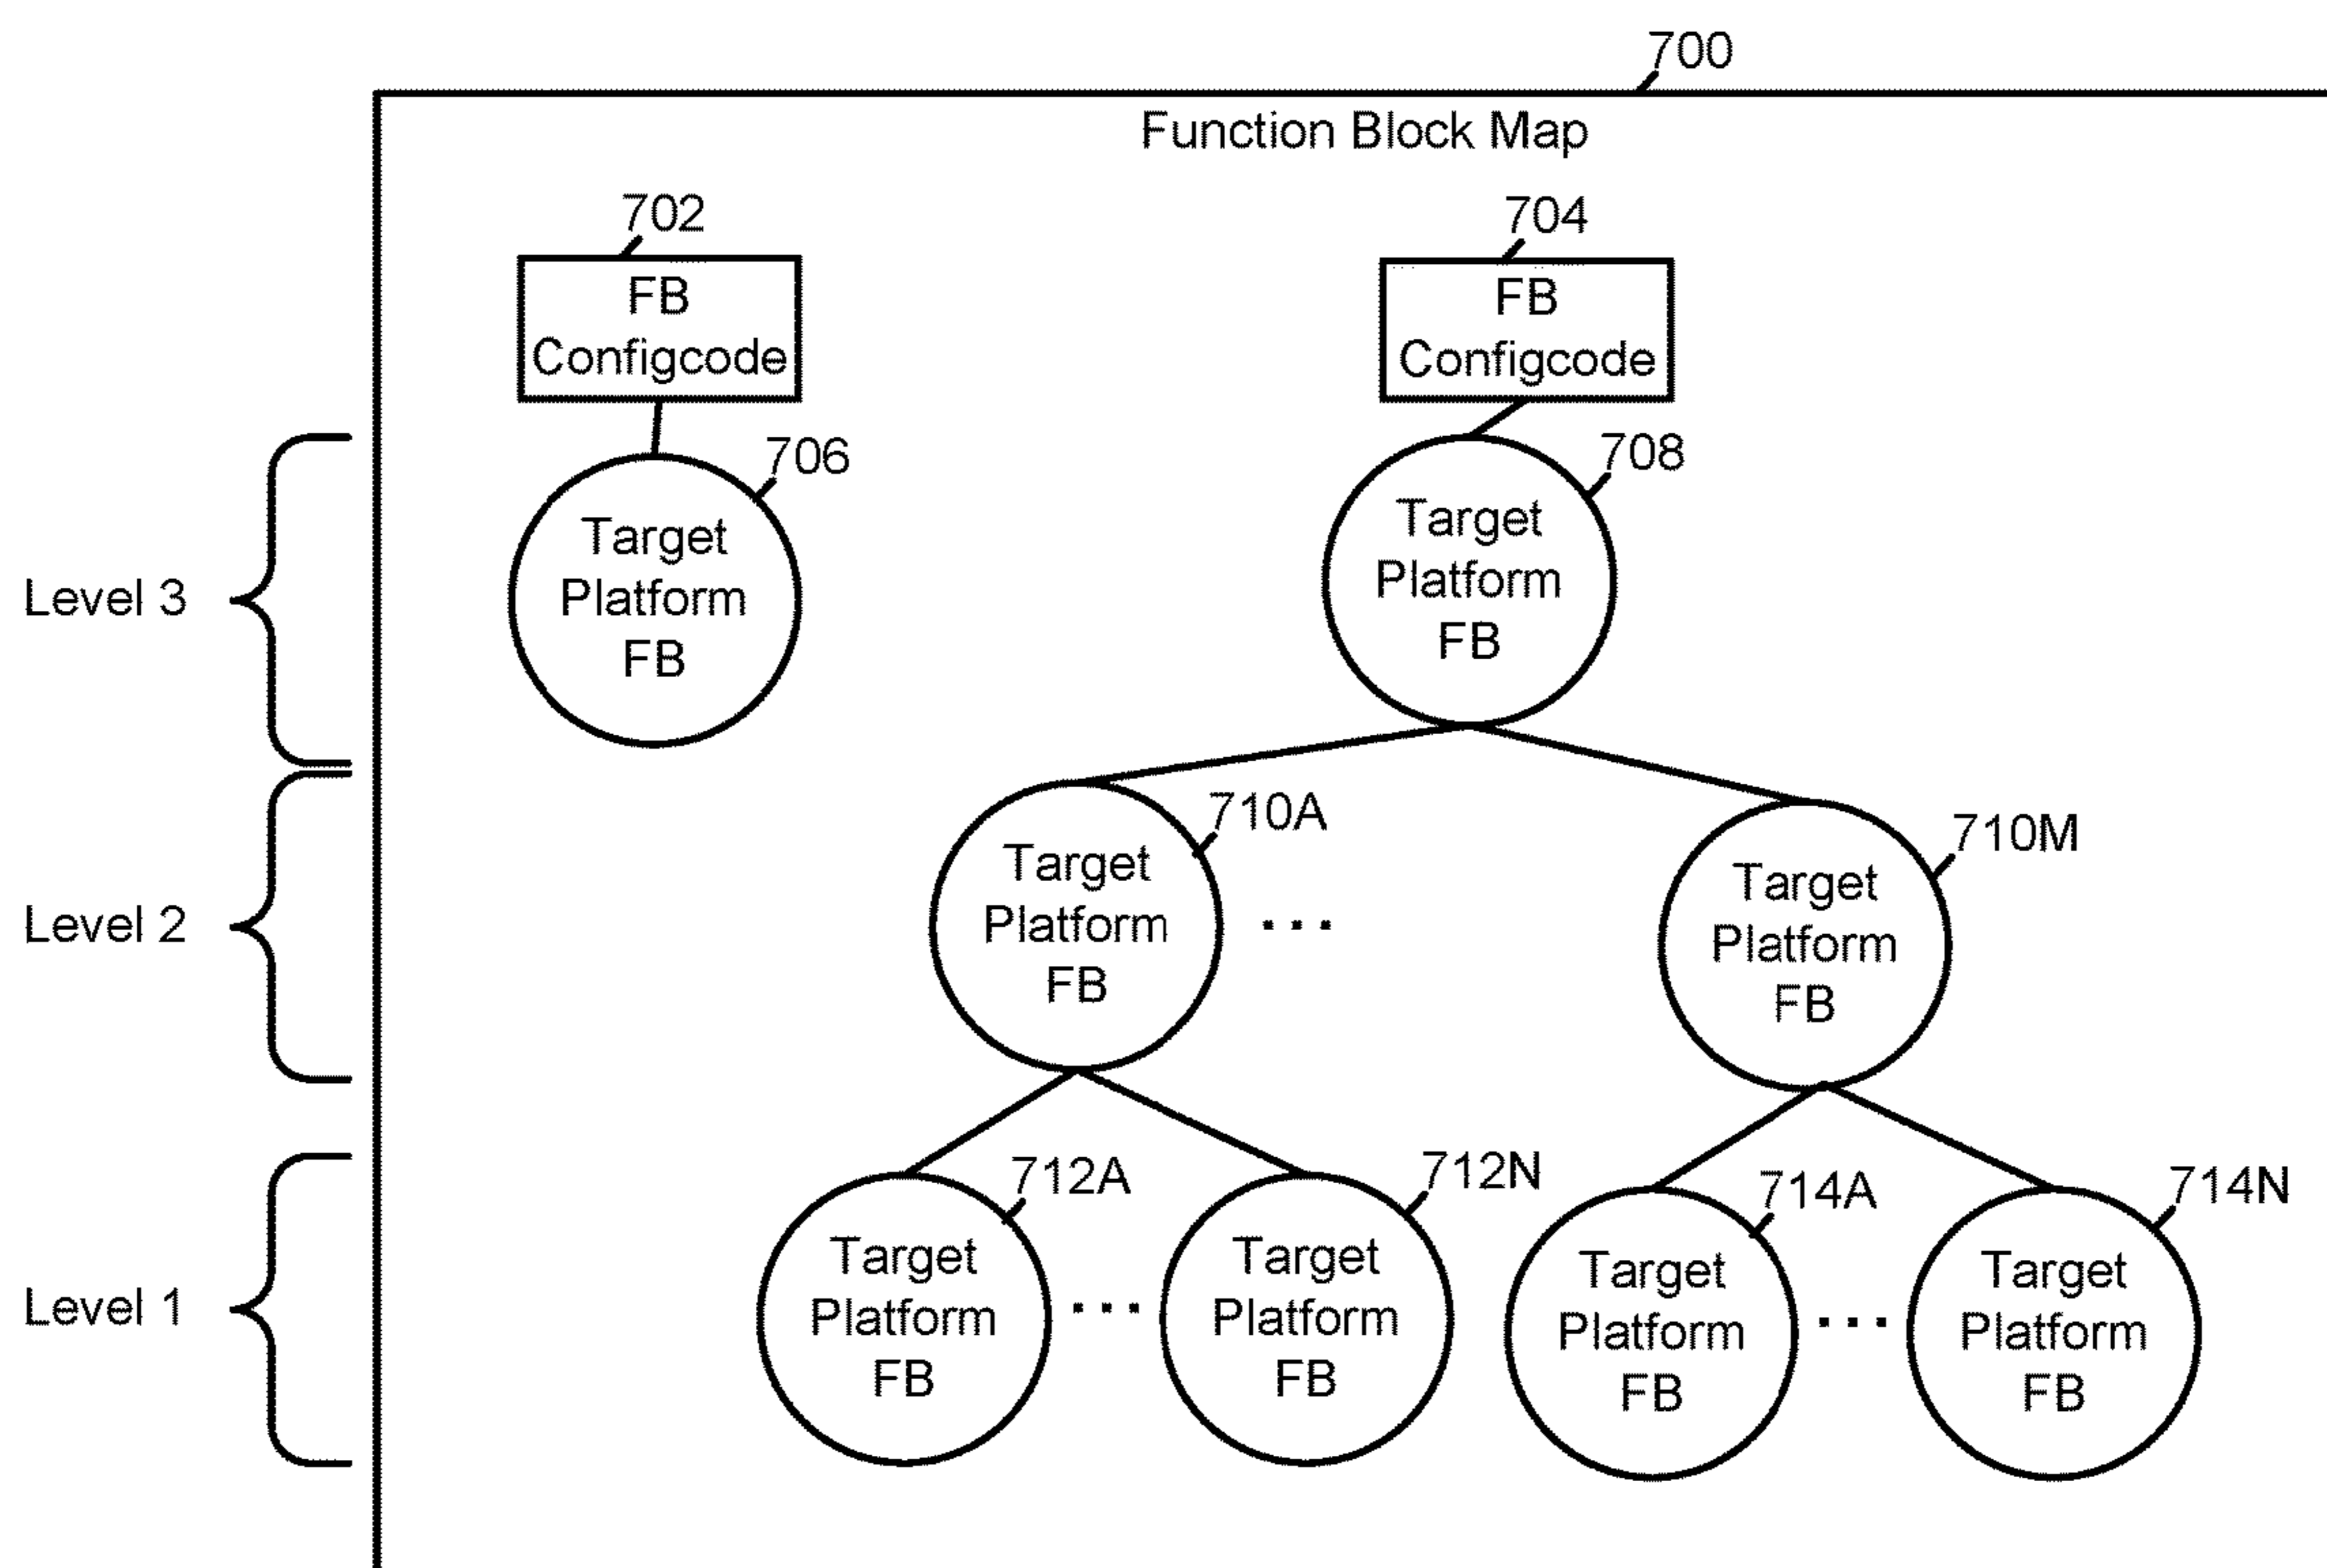 700
Function Block Map
702
704
FB
Configcode
FB
Configcode
706
708
Level 3
Target
Platform
FB
Target
Platform
FB
710A
710M
Level 2
Target
Platform
FB
...
Target
Platform
FB
712A
712N
714A
714N
Level 1
Target
Platform
FB
...
Target
Platform
FB
Target
Platform
FB
...
Target
Platform
FB